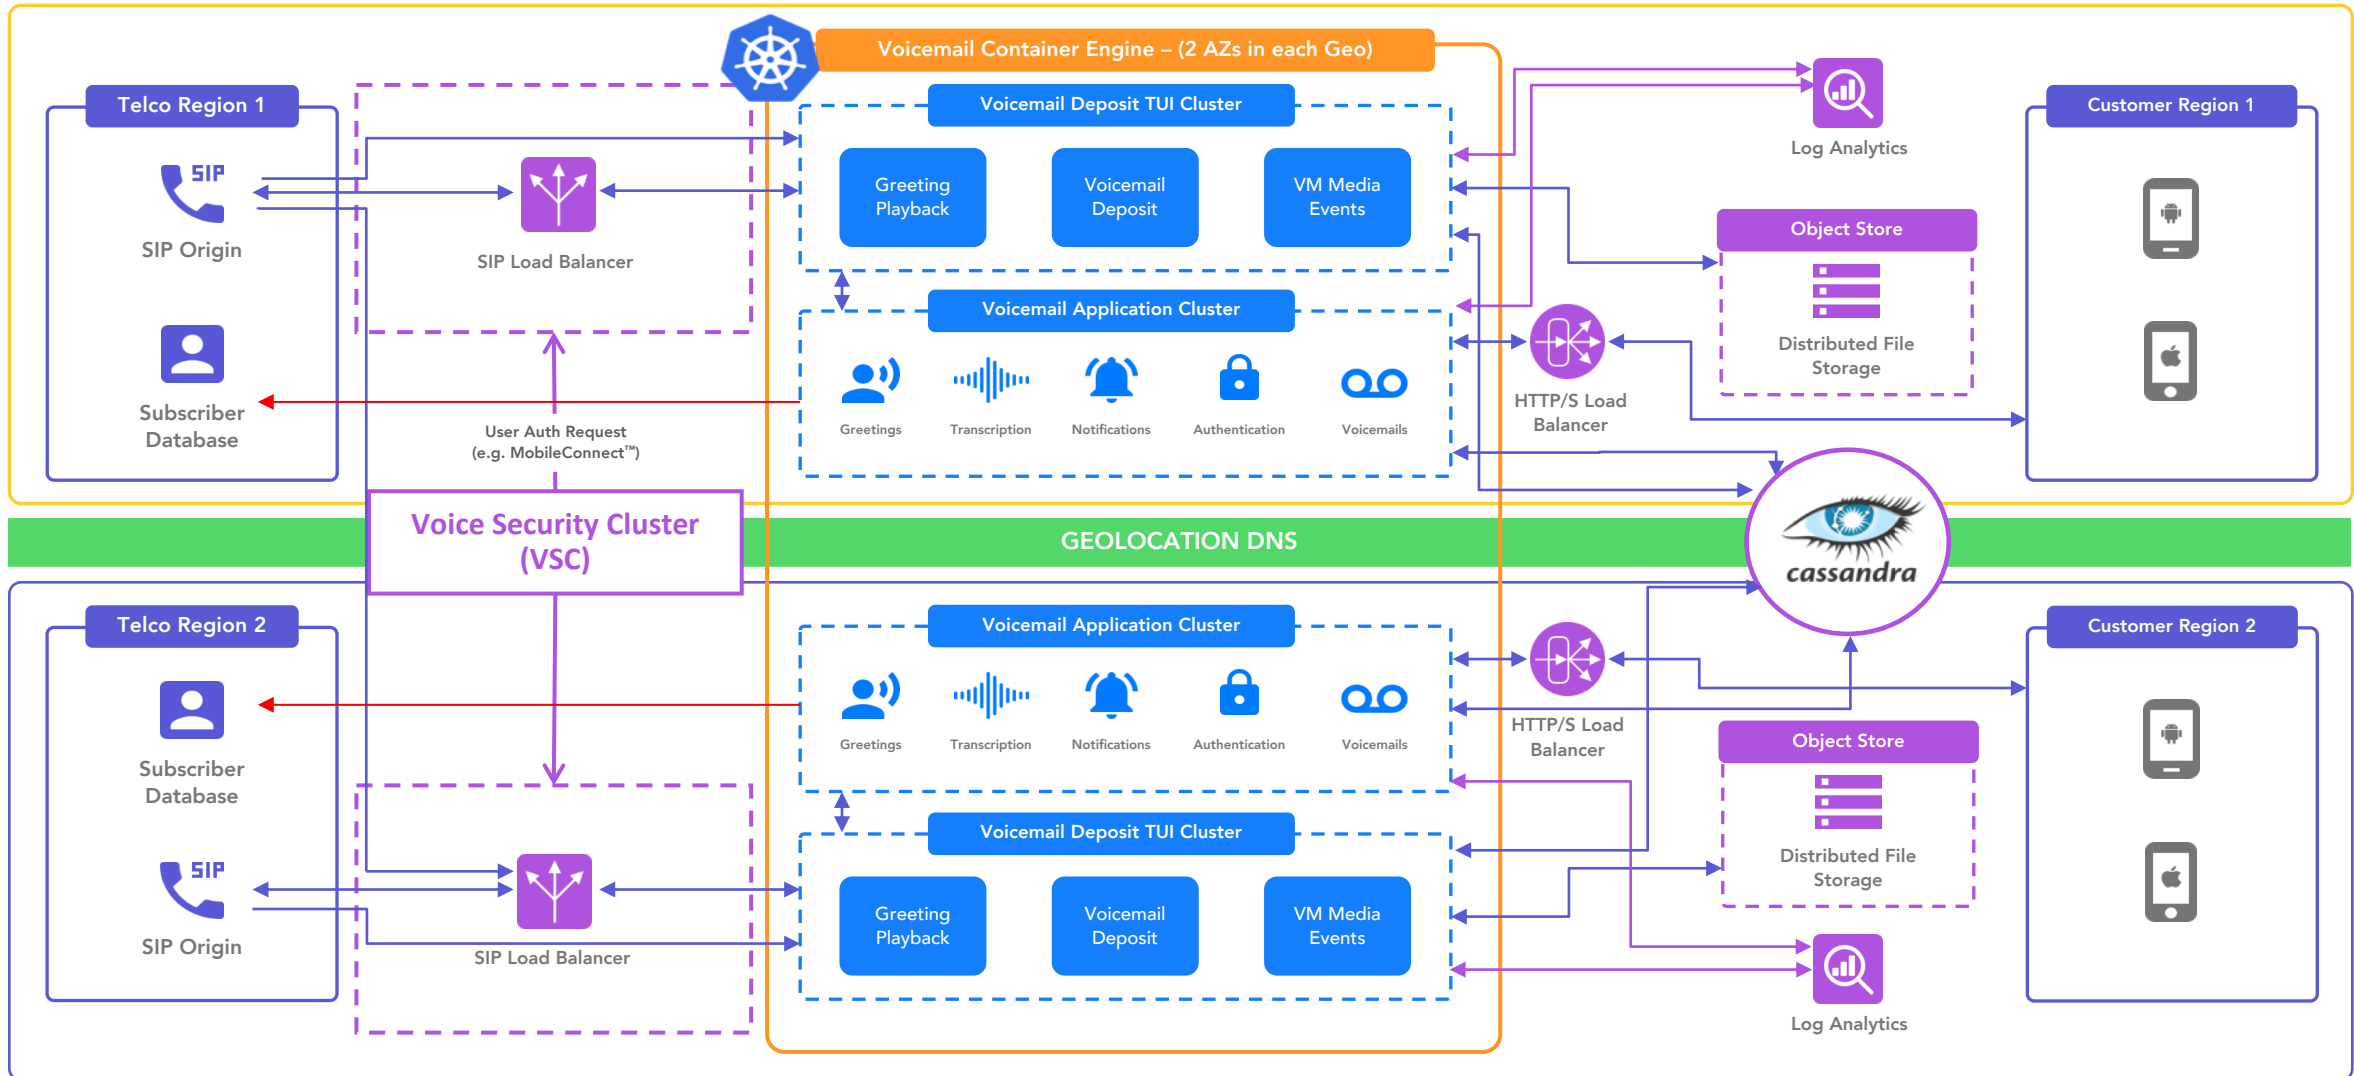 Voicemail Container Engine – (2 AZs in each Geo)
Telco Region 1
SIP
SIP Origin
Subscriber
Database
SIP Load Balancer
User Auth Request
(e.g. MobileConnect™)
Voicemail Deposit TUI Cluster
Greeting
Playback
Voicemail
Deposit
VM Media
Events
Voicemail Application Cluster
Greetings
Transcription
Notifications
Authentication
Voicemails
Log Analytics
Object Store
Distributed File
Storage
HTTP/S Load
Balancer
Customer Region 1
Voice Security Cluster
(VSC)
GEOLOCATION DNS
cassandra
Telco Region 2
Subscriber
Database
SIP
SIP Origin
SIP Load Balancer
Voicemail Application Cluster
Greetings
Transcription
Notifications
Authentication
Voicemails
Voicemail Deposit TUI Cluster
Greeting
Playback
Voicemail
Deposit
VM Media
Events
HTTP/S Load
Balancer
Object Store
Distributed File
Storage
Log Analytics
Customer Region 2